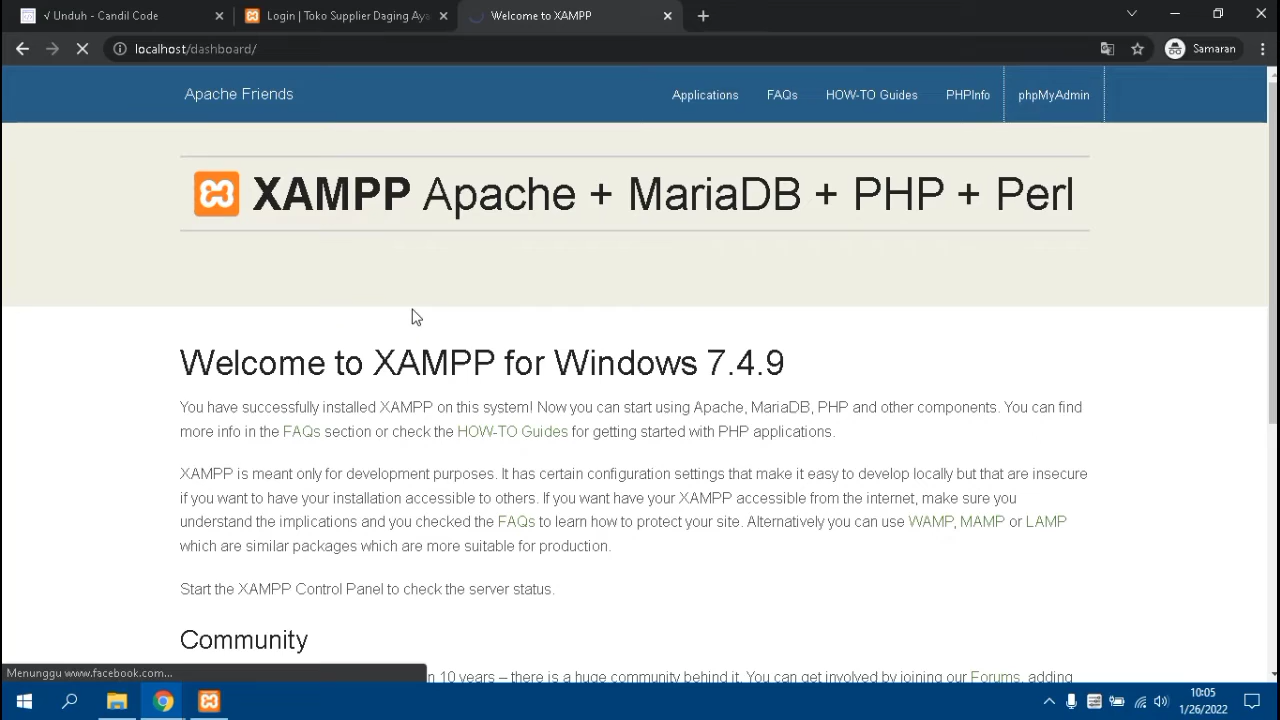 √ Unduh - Candil Code
Login | Toko Supplier Daging Aya
Welcome to XAMPP
localhost/dashboard/
Samaran
Apache Friends
Applications
FAQs
HOW-TO Guides
PHPInfo
phpMyAdmin
XAMPP Apache + MariaDB + PHP + Perl
Welcome to XAMPP for Windows 7.4.9
You have successfully installed XAMPP on this system! Now you can start using Apache, MariaDB, PHP and other components. You can find
more info in the FAQs section or check the HOW-TO Guides for getting started with PHP applications.
XAMPP is meant only for development purposes. It has certain configuration settings that make it easy to develop locally but that are insecure
if you want to have your installation accessible to others. If you want have your XAMPP accessible from the internet, make sure you
understand the implications and you checked the FAQs to learn how to protect your site. Alternatively you can use WAMP, MAMP or LAMP
which are similar packages which are more suitable for production.
Start the XAMPP Control Panel to check the server status.
Community
n 10 years – there is a huge community behind it. You can get involved by joining our Forums, adding
Menunggu www.facebook.com...
10:05
1/26/2022